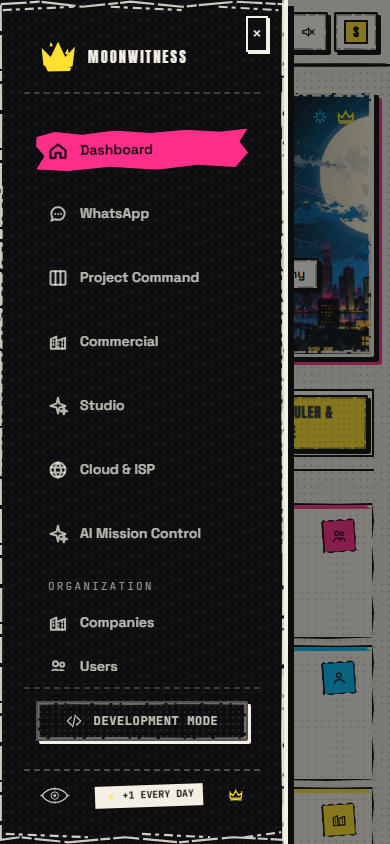 ×
MOONWITNESS
S
Dashboard
WhatsApp
Project Command
Commercial
Studio
Cloud & ISP
AI Mission Control
ORGANIZATION
Companies
Users
</> DEVELOPMENT MODE
+1 EVERY DAY